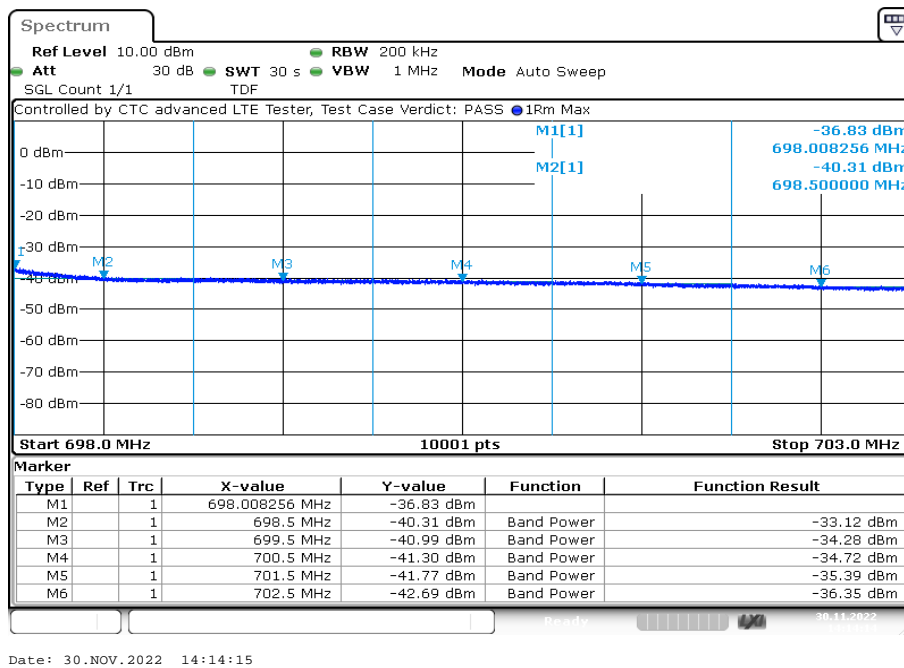 Spectrum
Ref Level 10.00 dBm RBW 200 kHz
Att 30 dB SWT 30 s VBW 1 MHz Mode Auto Sweep
SGL Count 1/1 TDF
Controlled by CTC advanced LTE Tester, Test Case Verdict: PASS 1Rm Max
M1[1] -36.83 dBm
698.008256 MHz
M2[1] -40.31 dBm
698.500000 MHz
0 dBm
-10 dBm
-20 dBm
-30 dBm
M2 M3 M4 M5 M6
-40 dBm
-50 dBm
-60 dBm
-70 dBm
-80 dBm
Start 698.0 MHz 10001 pts Stop 703.0 MHz
Marker
Type Ref Trc X-value Y-value Function Function Result
M1 1 698.008256 MHz -36.83 dBm
M2 1 698.5 MHz -40.31 dBm Band Power -33.12 dBm
M3 1 699.5 MHz -40.99 dBm Band Power -34.28 dBm
M4 1 700.5 MHz -41.30 dBm Band Power -34.72 dBm
M5 1 701.5 MHz -41.77 dBm Band Power -35.39 dBm
M6 1 702.5 MHz -42.69 dBm Band Power -36.35 dBm
Ready LXI 30.11.2022
Date: 30.NOV.2022 14:14:15